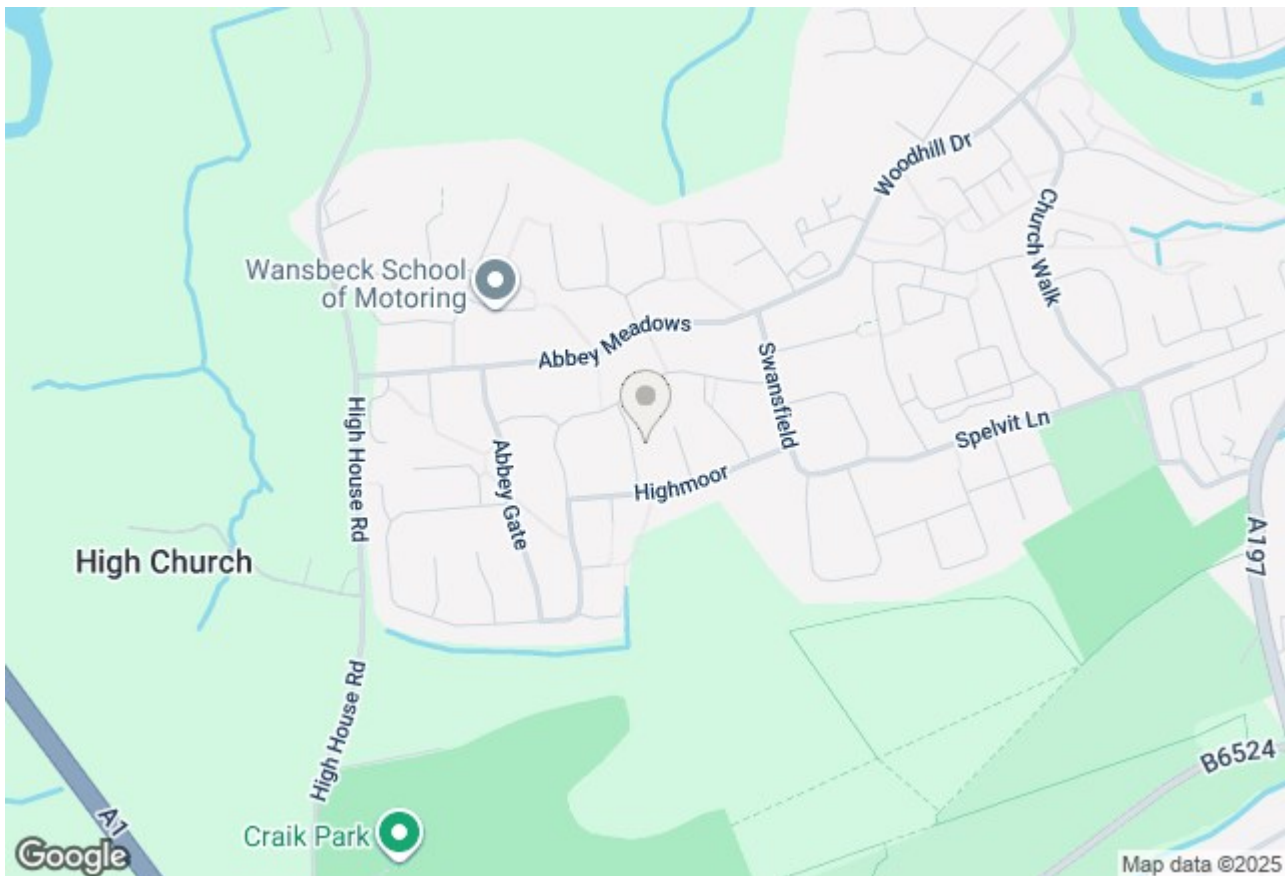 Woodhill Dr
Church Walk
Wansbeck School
of Motoring
Abbey Meadows
Swansfield
High House Rd
Abbey Gate
Spelvit Ln
Highmoor
A197
High Church
High House Rd
B6524
A1
Craik Park
Google
Map data ©2025